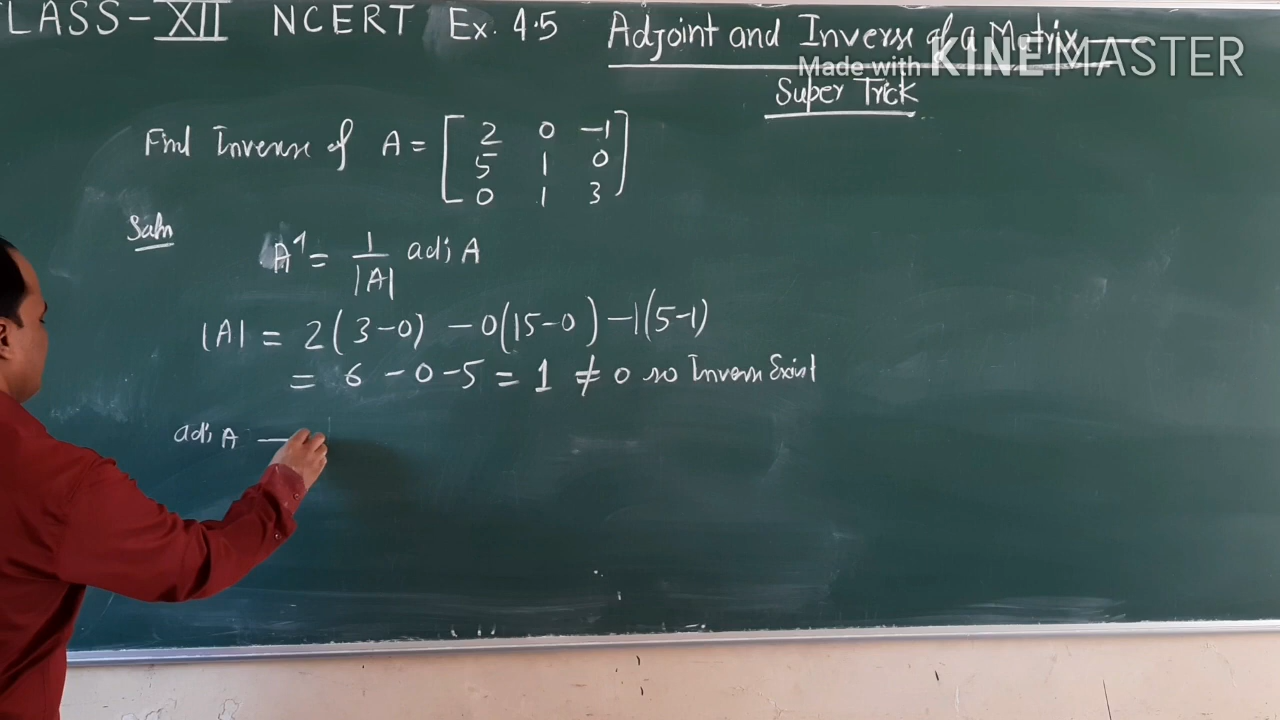 LASS-XII NCERT Ex. 4.5 Adjoint and Inverse of a Matrix
Made with KINEMASTER
Super Trick
Find Inverse of A = [ 2 0 -1
5 1 0
0 1 3 ]
Soln
A⁻¹ = 1/|A| adj A
|A| = 2(3-0) -0(15-0) -1(5-1)
= 6 -0 -5 = 1 ≠ 0 so Invers Exist
adj A —